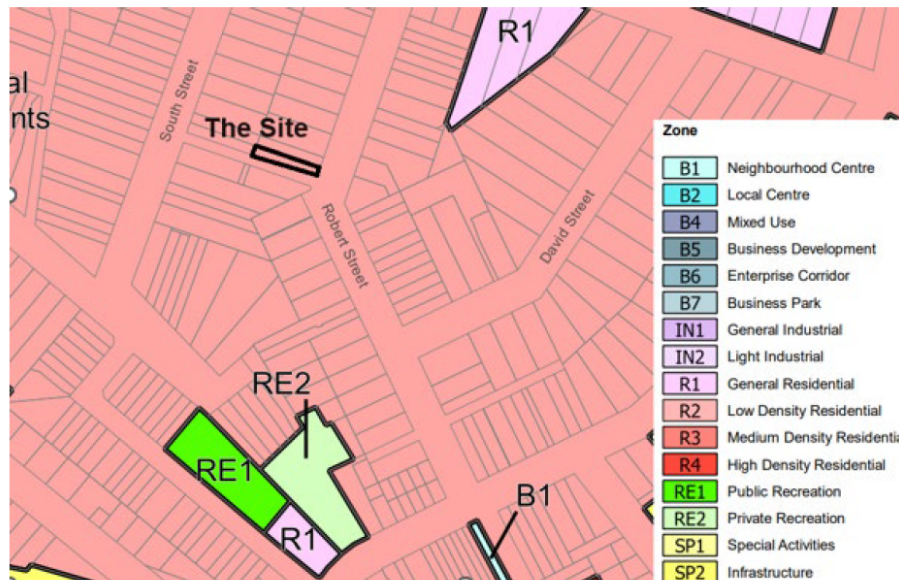 R1
al
nts
South Street
The Site
Robert Street
David Street
RE2
RE1
R1
B1
Zone
B1 Neighbourhood Centre
B2 Local Centre
B4 Mixed Use
B5 Business Development
B6 Enterprise Corridor
B7 Business Park
IN1 General Industrial
IN2 Light Industrial
R1 General Residential
R2 Low Density Residential
R3 Medium Density Residentia
R4 High Density Residential
RE1 Public Recreation
RE2 Private Recreation
SP1 Special Activities
SP2 Infrastructure